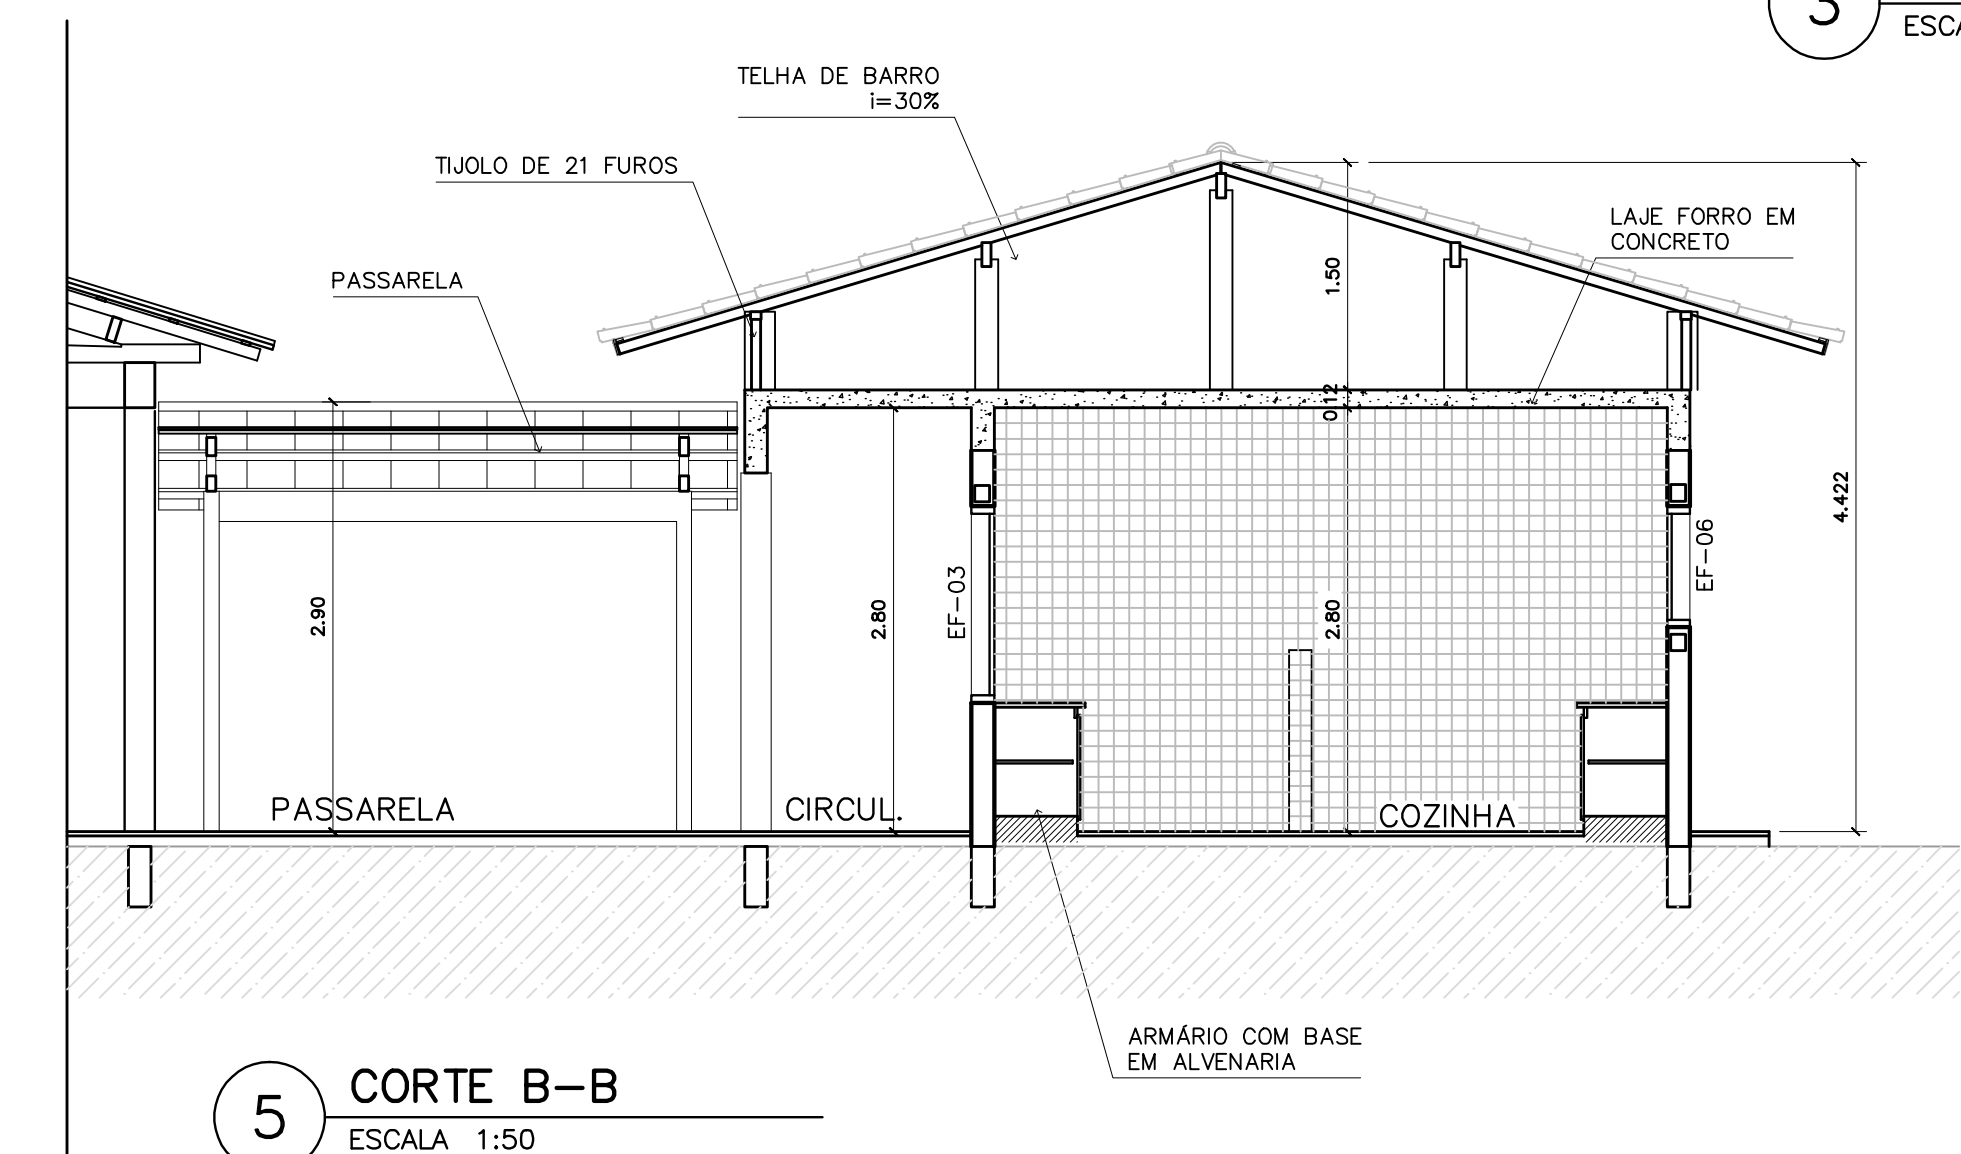 3
TELHA DE BARRO
i=30%
TIJOLO DE 21 FUROS
PASSARELA
LAJE FORRO EM
CONCRETO
1.50
0.12
4.422
EF-06
EF-03
2.90
2.80
2.80
PASSARELA
CIRCUL.
COZINHA
ARMÁRIO COM BASE
EM ALVENARIA
5
CORTE B-B
ESCALA 1:50